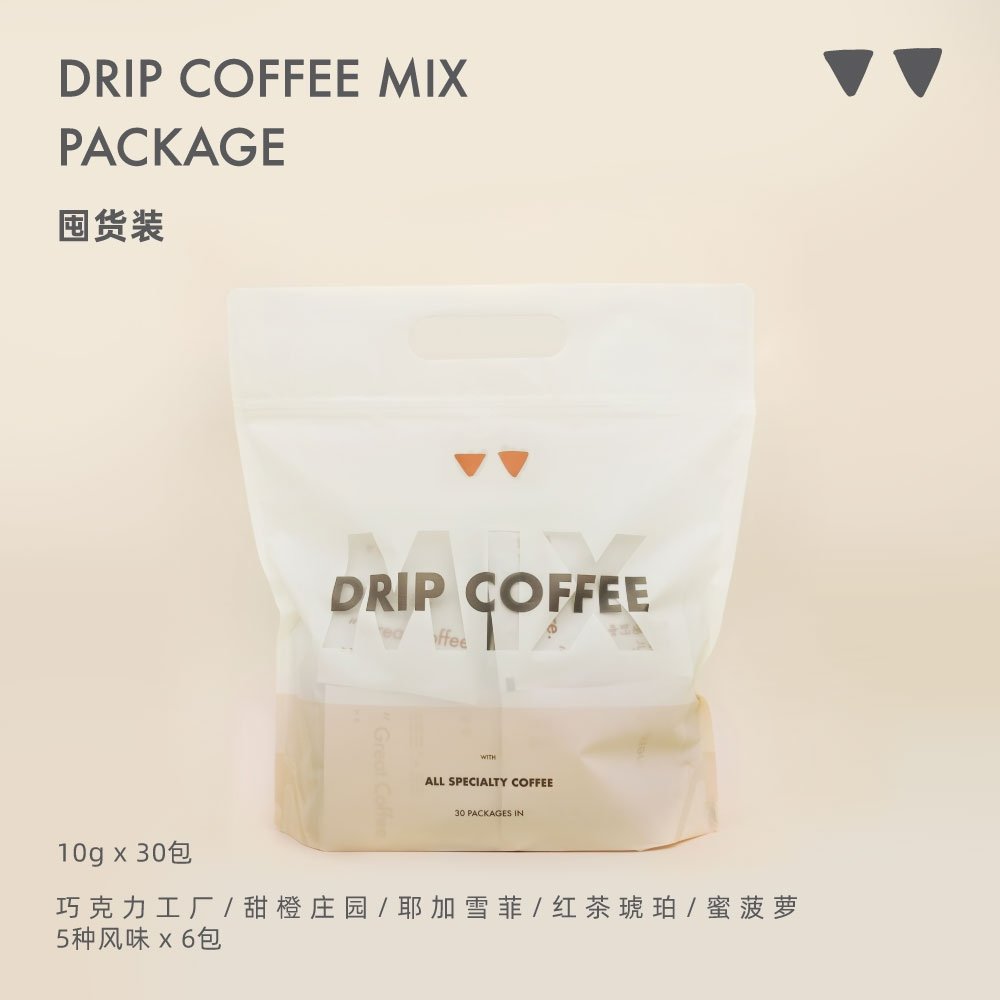 DRIP COFFEE MIX
PACKAGE
囤货装
MIX
DRIP COFFEE
" Great Coffee
WITH
ALL SPECIALTY COFFEE
30 PACKAGES IN
10g x 30包
巧克力工厂/甜橙庄园/耶加雪菲/红茶琥珀/蜜菠萝
5种风味 x 6包